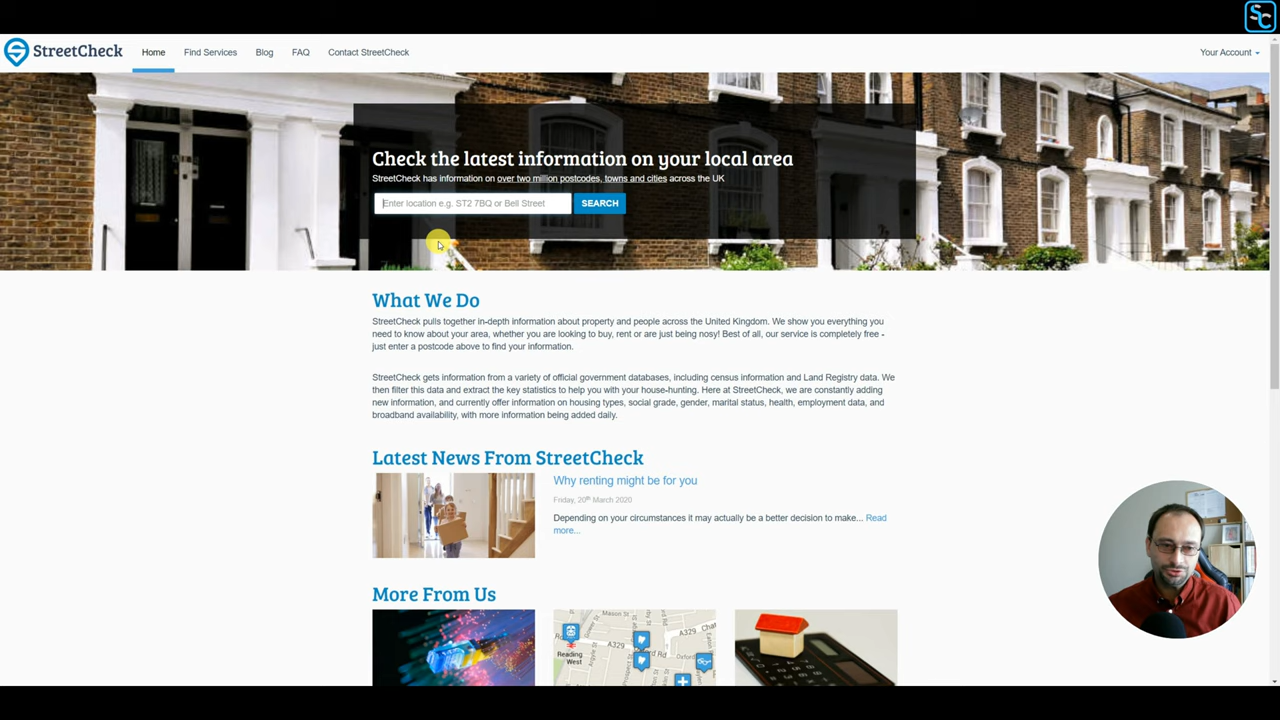 SC
StreetCheck
Home
Find Services
Blog
FAQ
Contact StreetCheck
Your Account
Check the latest information on your local area
StreetCheck has information on over two million postcodes, towns and cities across the UK
Enter location e.g. ST2 7BQ or Bell Street
SEARCH
What We Do
StreetCheck pulls together in-depth information about property and people across the United Kingdom. We show you everything you
need to know about your area, whether you are looking to buy, rent or are just being nosy! Best of all, our service is completely free -
just enter a postcode above to find your information.
StreetCheck gets information from a variety of official government databases, including census information and Land Registry data. We
then filter this data and extract the key statistics to help you with your house-hunting. Here at StreetCheck, we are constantly adding
new information, and currently offer information on housing types, social grade, gender, marital status, health, employment data, and
broadband availability, with more information being added daily.
Latest News From StreetCheck
Why renting might be for you
Friday, 20th March 2020
Depending on your circumstances it may actually be a better decision to make... Read
more...
More From Us
Mason St
A329
A329
Reading
West
Argyle St
Oxford Rd